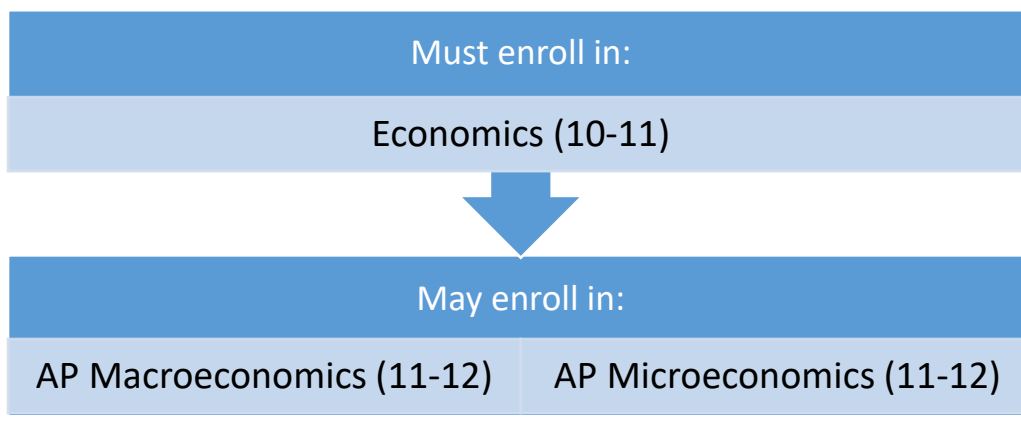 Must enroll in:
Economics (10-11)
May enroll in:
AP Macroeconomics (11-12)
AP Microeconomics (11-12)